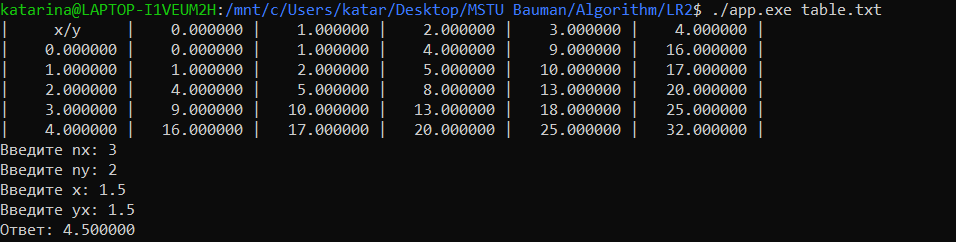 katarina@LAPTOP-I1VEUM2H:/mnt/c/Users/katar/Desktop/MSTU Bauman/Algorithm/LR2$ ./app.exe table.txt
|     x/y     |    0.000000 |    1.000000 |    2.000000 |    3.000000 |    4.000000 |
|    0.000000 |    0.000000 |    1.000000 |    4.000000 |    9.000000 |   16.000000 |
|    1.000000 |    1.000000 |    2.000000 |    5.000000 |   10.000000 |   17.000000 |
|    2.000000 |    4.000000 |    5.000000 |    8.000000 |   13.000000 |   20.000000 |
|    3.000000 |    9.000000 |   10.000000 |   13.000000 |   18.000000 |   25.000000 |
|    4.000000 |   16.000000 |   17.000000 |   20.000000 |   25.000000 |   32.000000 |
Введите nx: 3
Введите ny: 2
Введите x: 1.5
Введите yx: 1.5
Ответ: 4.500000